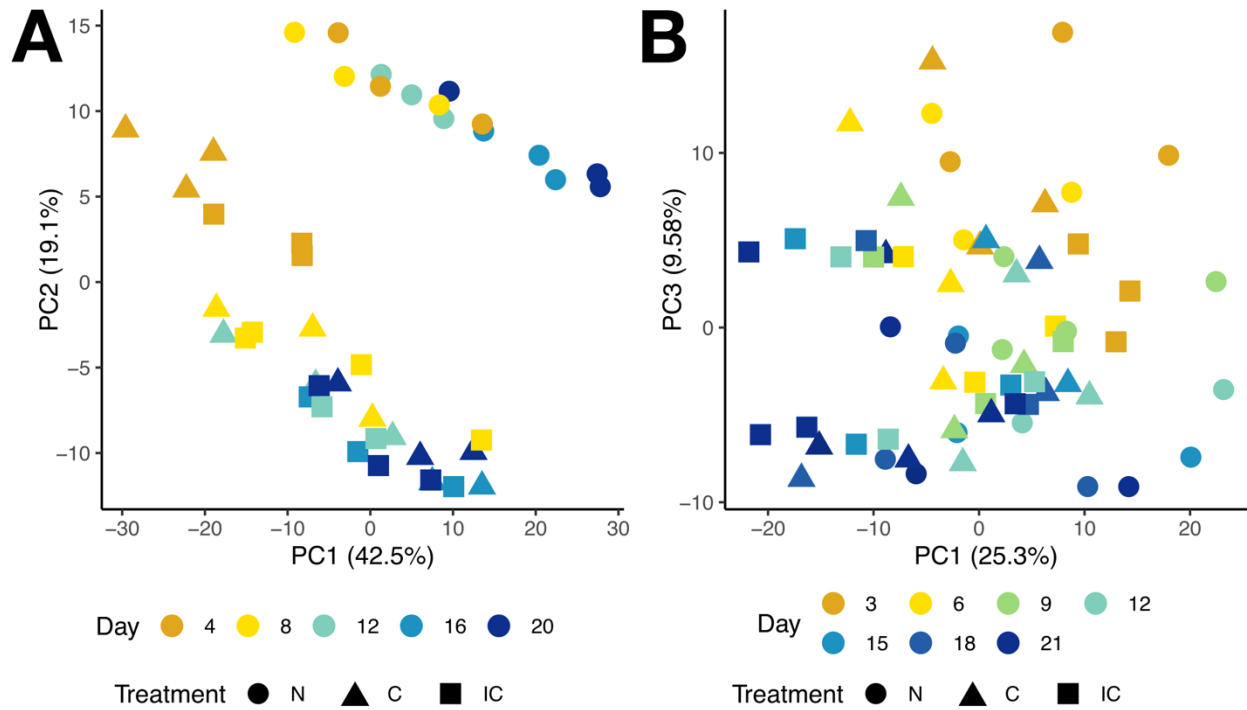 A
15
10
5
0
−5
−10
PC2 (19.1%)
−30 −20 −10 0 10 20 30
PC1 (42.5%)
Day 4 8 12 16 20
Treatment N C IC
B
10
0
−10
PC3 (9.58%)
−20 −10 0 10 20
PC1 (25.3%)
3 6 9 12
Day
15 18 21
Treatment N C IC